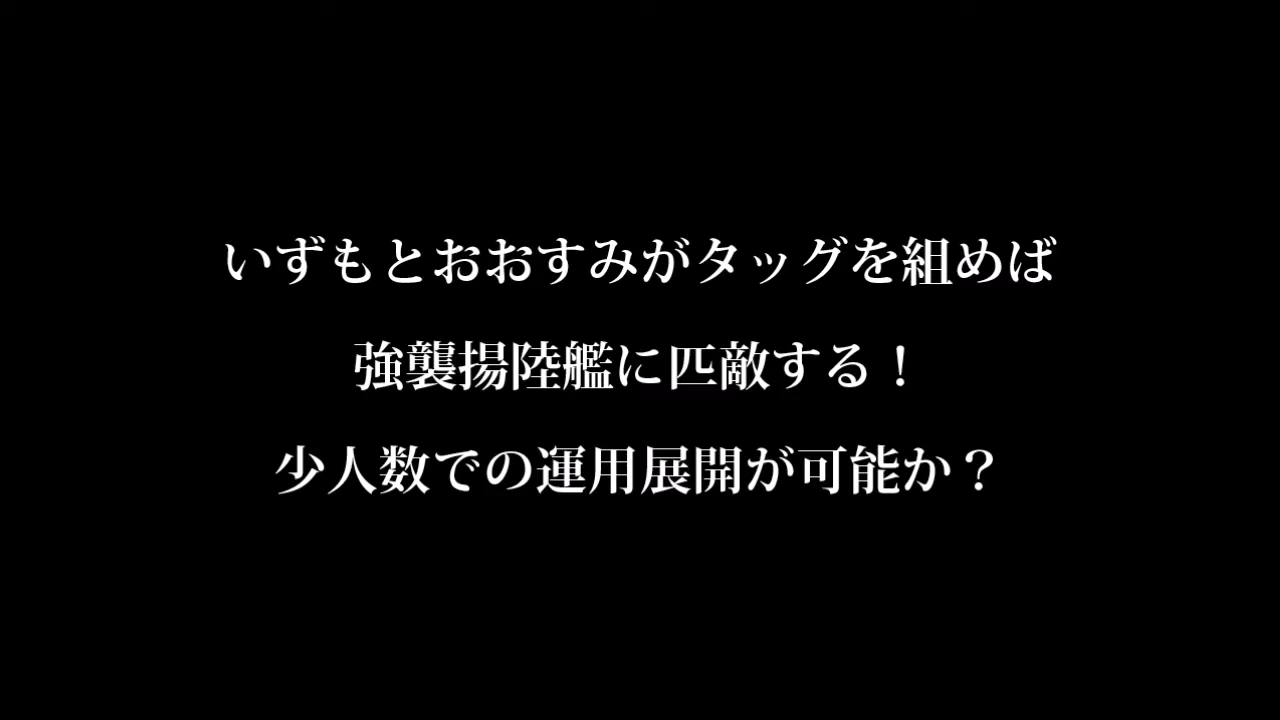 いずもとおおすみがタッグを組めば
強襲揚陸艦に匹敵する！
少人数での運用展開が可能か？